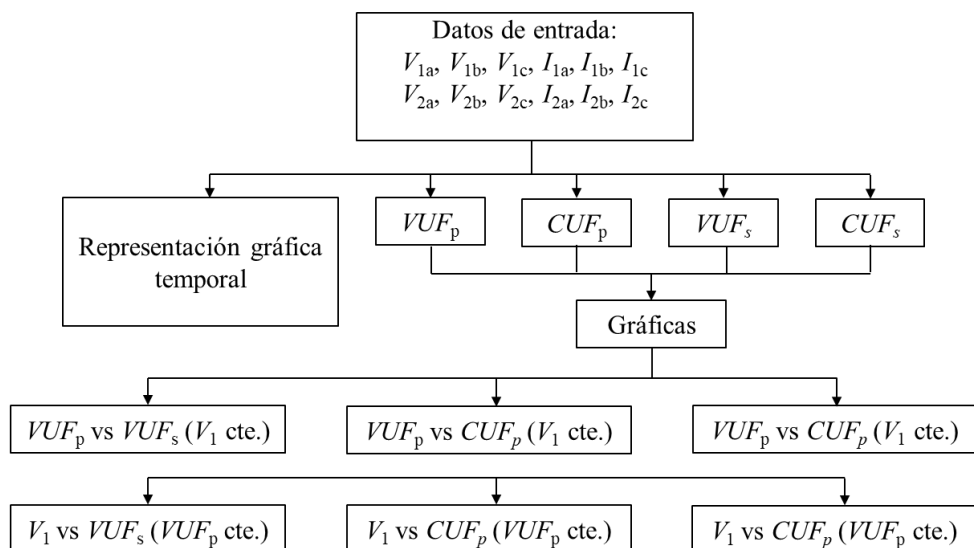 Datos de entrada:
V1a, V1b, V1c, I1a, I1b, I1c
V2a, V2b, V2c, I2a, I2b, I2c
Representación gráfica
temporal
VUFp
CUFp
VUFs
CUFs
Gráficas
VUFp vs VUFs (V1 cte.)
VUFp vs CUFp (V1 cte.)
VUFp vs CUFp (V1 cte.)
V1 vs VUFs (VUFp cte.)
V1 vs CUFp (VUFp cte.)
V1 vs CUFp (VUFp cte.)